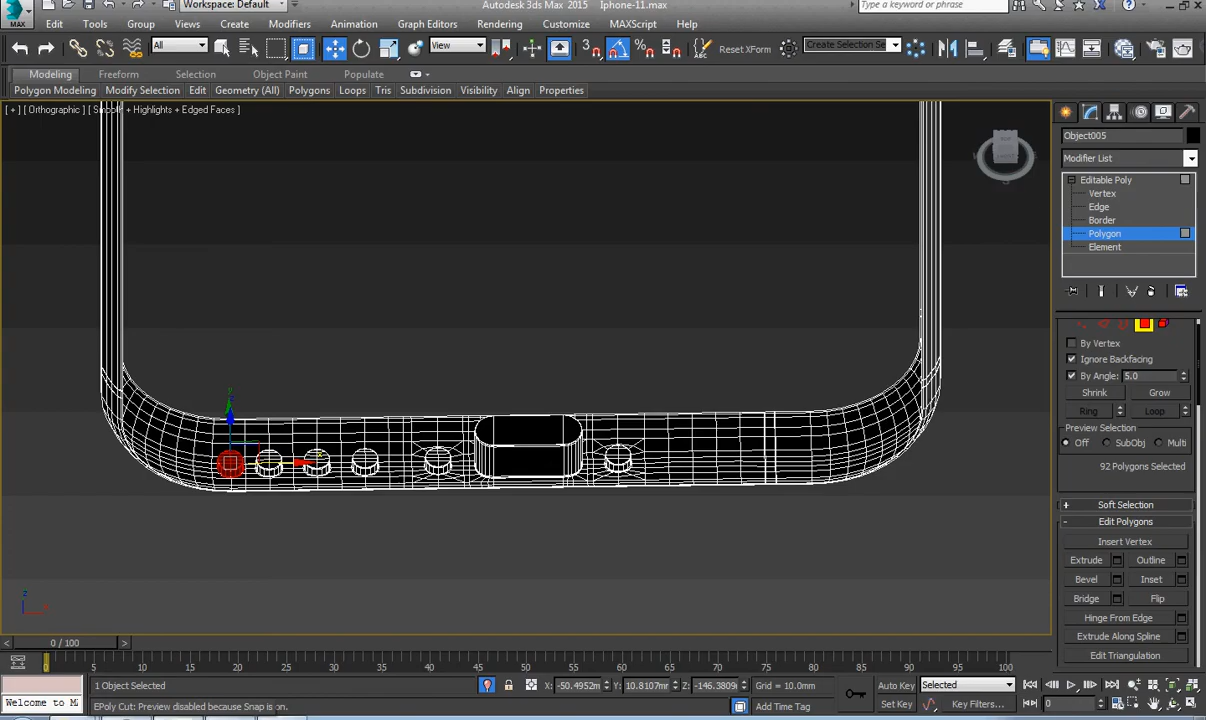 Workspace: Default
Autodesk 3ds Max 2015
Iphone-11.max
MAX
Edit
Tools
Group
Views
Create
Modifiers
Animation
Graph Editors
Rendering
Customize
MAXScript
Help
All
View
3
Reset XForm
Create Selection Se
Modeling
Freeform
Selection
Object Paint
Populate
Polygon Modeling
Modify Selection
Edit
Geometry (All)
Polygons
Loops
Tris
Subdivision
Visibility
Align
Properties
[ + ] [ Orthographic ] [ Smooth + Highlights + Edged Faces ]
Object005
Modifier List
Editable Poly
Vertex
Edge
Border
Polygon
Element
By Vertex
Ignore Backfacing
By Angle: 5.0
Shrink
Grow
Ring
Loop
Preview Selection
Off
SubObj
Multi
92 Polygons Selected
+ Soft Selection
- Edit Polygons
Insert Vertex
Extrude
Outline
Bevel
Inset
Bridge
Flip
Hinge From Edge
Extrude Along Spline
Edit Triangulation
< 0 / 100 >
0 5 10 15 20 25 30 35 40 45 50 55 60 65 70 75 80 85 90 95 100
1 Object Selected
X: -50.4952m
Y: 10.8107mr
Z: -146.3809r
Grid = 10.0mm
Auto Key
Selected
Welcome to M
EPoly Cut: Preview disabled because Snap is on.
Add Time Tag
Set Key
Key Filters...
0